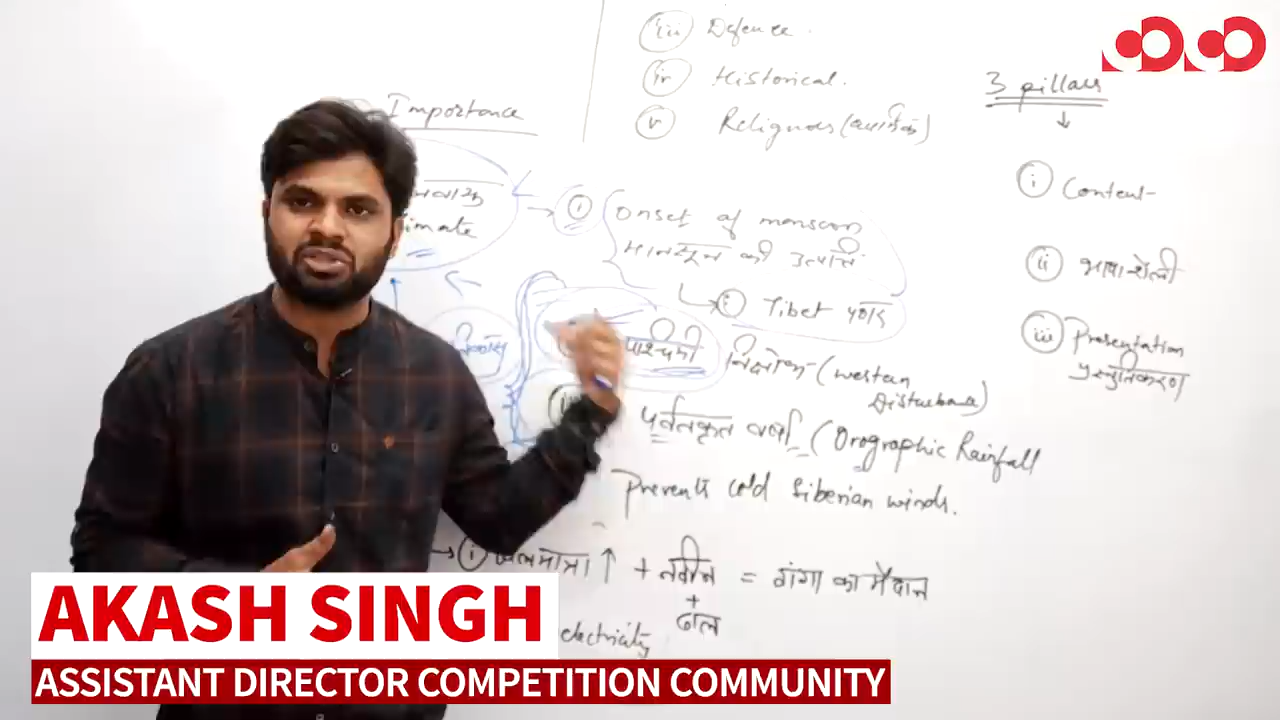 iii Defence.
iv Historical.
v Religious (धार्मिक)
3 pillars
i Content
ii भाषा शैली
iii Presentation
प्रस्तुतिकरण
Importance
Climate
i Onset of monsoon
मानसून की उत्पत्ति
i Tibet पठार
पश्चिमी विक्षोभ (Western
Disturbance)
पर्वतकृत वर्षा (Orographic Rainfall
Prevents cold Siberian winds.
i जलमात्रा ↑ + नवीन = गंगा का मैदान
+
ढाल
electricity
AKASH SINGH
ASSISTANT DIRECTOR COMPETITION COMMUNITY